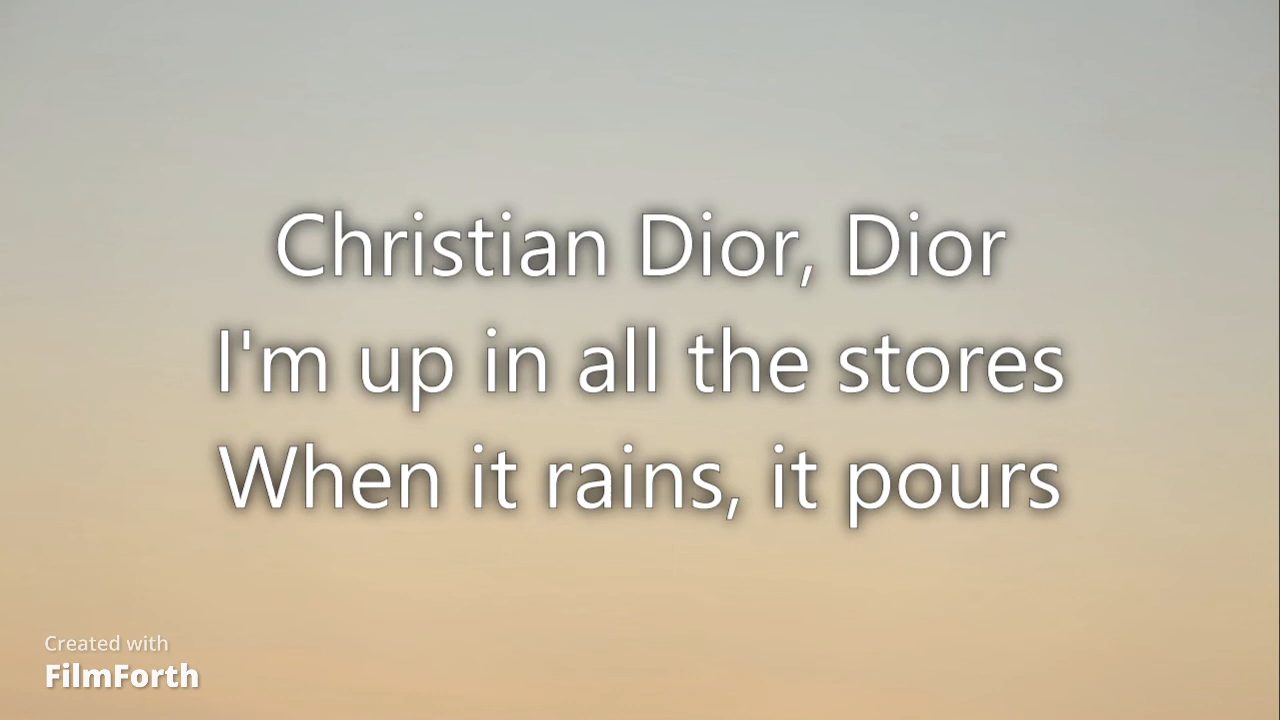 Christian Dior, Dior
I'm up in all the stores
When it rains, it pours
Created with
FilmForth